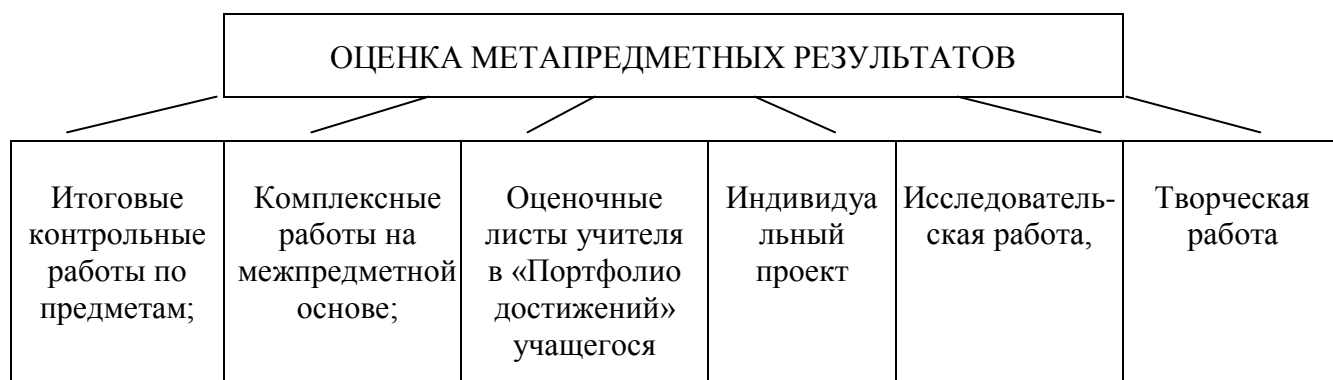 ОЦЕНКА МЕТАПРЕДМЕТНЫХ РЕЗУЛЬТАТОВ
Итоговые
контрольные
работы по
предметам;
Комплексные
работы на
межпредметной
основе;
Оценочные
листы учителя
в «Портфолио
достижений»
учащегося
Индивидуа
льный
проект
Исследователь-
ская работа,
Творческая
работа